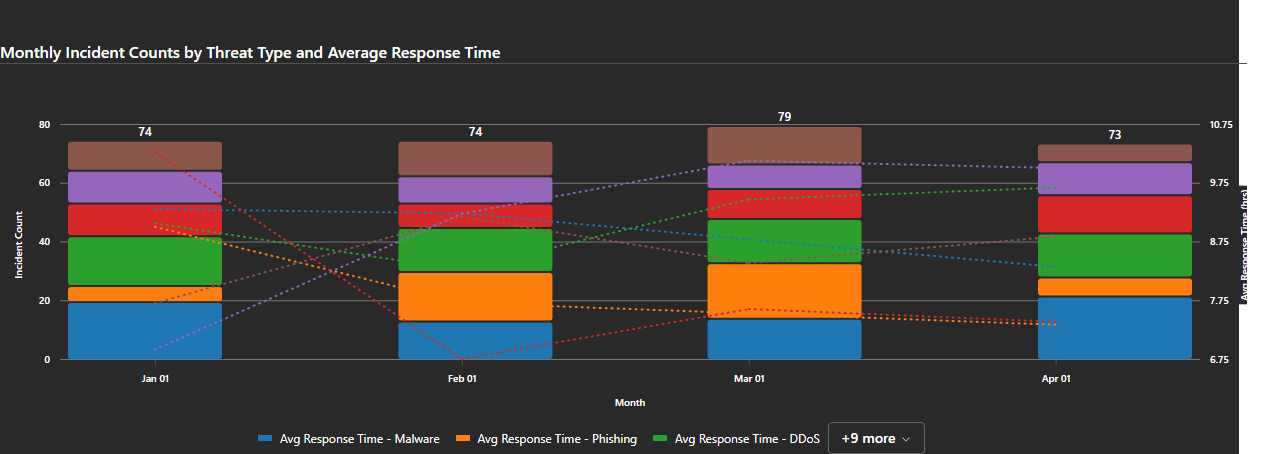 Monthly Incident Counts by Threat Type and Average Response Time
80
60
40
20
0
Incident Count
74
74
79
73
10.75
9.75
8.75
7.75
6.75
Avg Response Time (hrs)
Jan 01
Feb 01
Mar 01
Apr 01
Month
Avg Response Time - Malware
Avg Response Time - Phishing
Avg Response Time - DDoS
+9 more